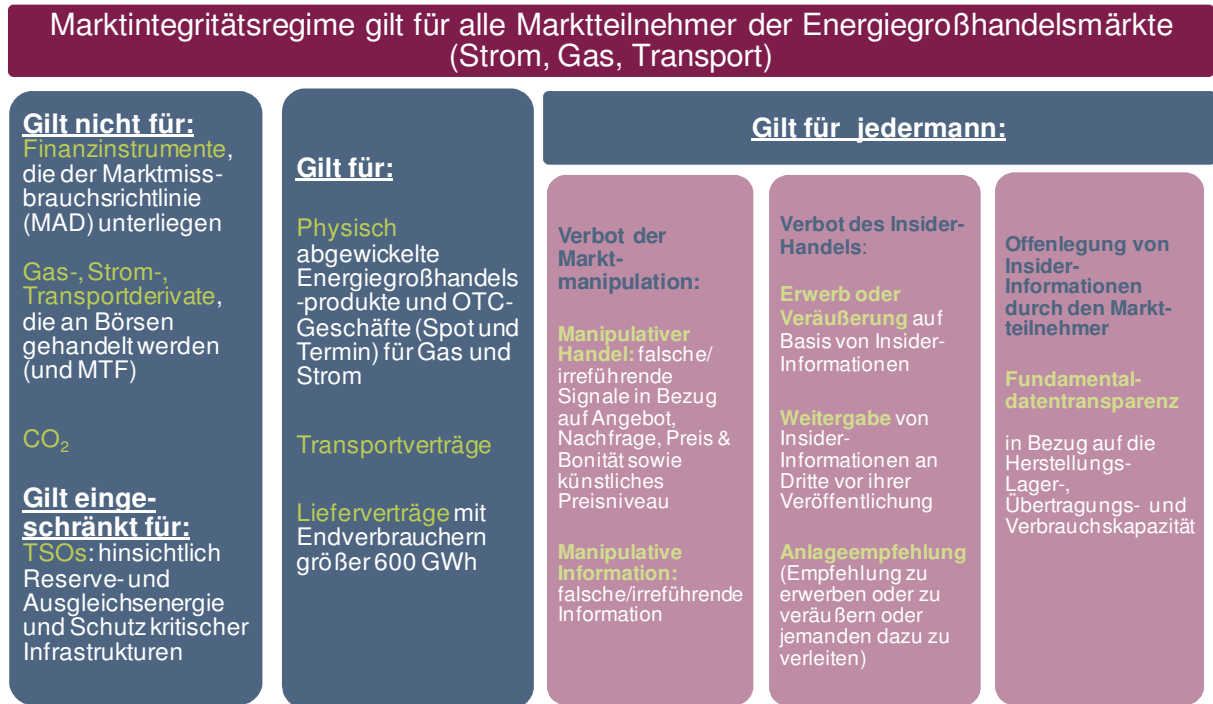 Marktintegritätsregime gilt für alle Marktteilnehmer der Energiegroßhandelsmärkte
(Strom, Gas, Transport)
Gilt nicht für:
Finanzinstrumente,
die der Marktmiss-
brauchsrichtlinie
(MAD) unterliegen
Gas-, Strom-,
Transportderivate,
die an Börsen
gehandelt werden
(und MTF)
CO₂
Gilt einge-
schränkt für:
TSOs: hinsichtlich
Reserve- und
Ausgleichsenergie
und Schutz kritischer
Infrastrukturen
Gilt für:
Physisch
abgewickelte
Energiegroßhandels
-produkte und OTC-
Geschäfte (Spot und
Termin) für Gas und
Strom
Transportverträge
Lieferverträge mit
Endverbrauchern
größer 600 GWh
Gilt für jedermann:
Verbot der
Markt-
manipulation:
Manipulativer
Handel: falsche/
irreführende
Signale in Bezug
auf Angebot,
Nachfrage, Preis &
Bonität sowie
künstliches
Preisniveau
Manipulative
Information:
falsche/irreführende
Information
Verbot des Insider-
Handels:
Erwerb oder
Veräußerung auf
Basis von Insider-
Informationen
Weitergabe von
Insider-
Informationen an
Dritte vor ihrer
Veröffentlichung
Anlageempfehlung
(Empfehlung zu
erwerben oder zu
veräußern oder
jemanden dazu zu
verleiten)
Offenlegung von
Insider-
Informationen
durch den Markt-
teilnehmer
Fundamental-
datentransparenz
in Bezug auf die
Herstellungs-
Lager-,
Übertragungs- und
Verbrauchskapazität